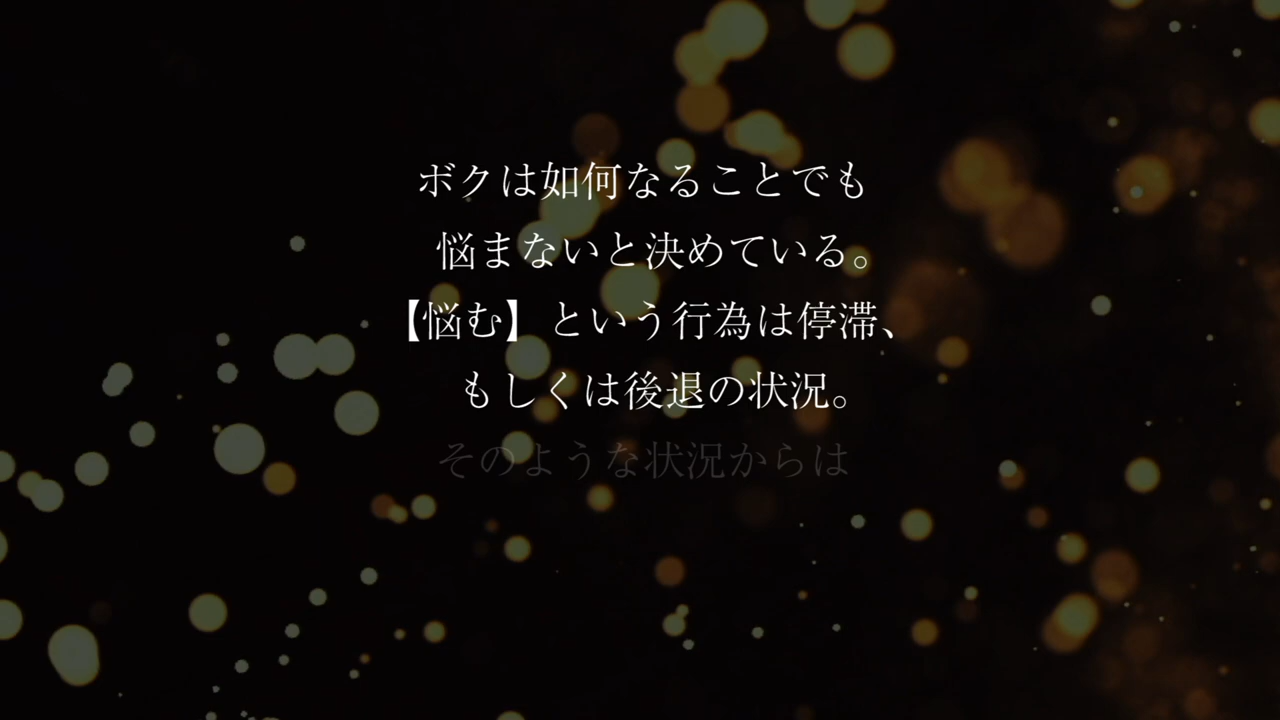 ボクは如何なることでも
悩まないと決めている。
【悩む】という行為は停滞、
もしくは後退の状況。
そのような状況からは